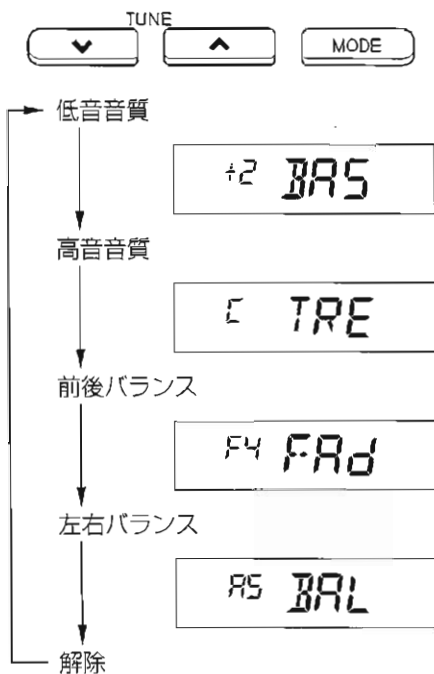 TUNE
MODE
低音音質
+2 BAS
高音音質
C TRE
前後バランス
F4 FAd
左右バランス
A5 BAL
解除